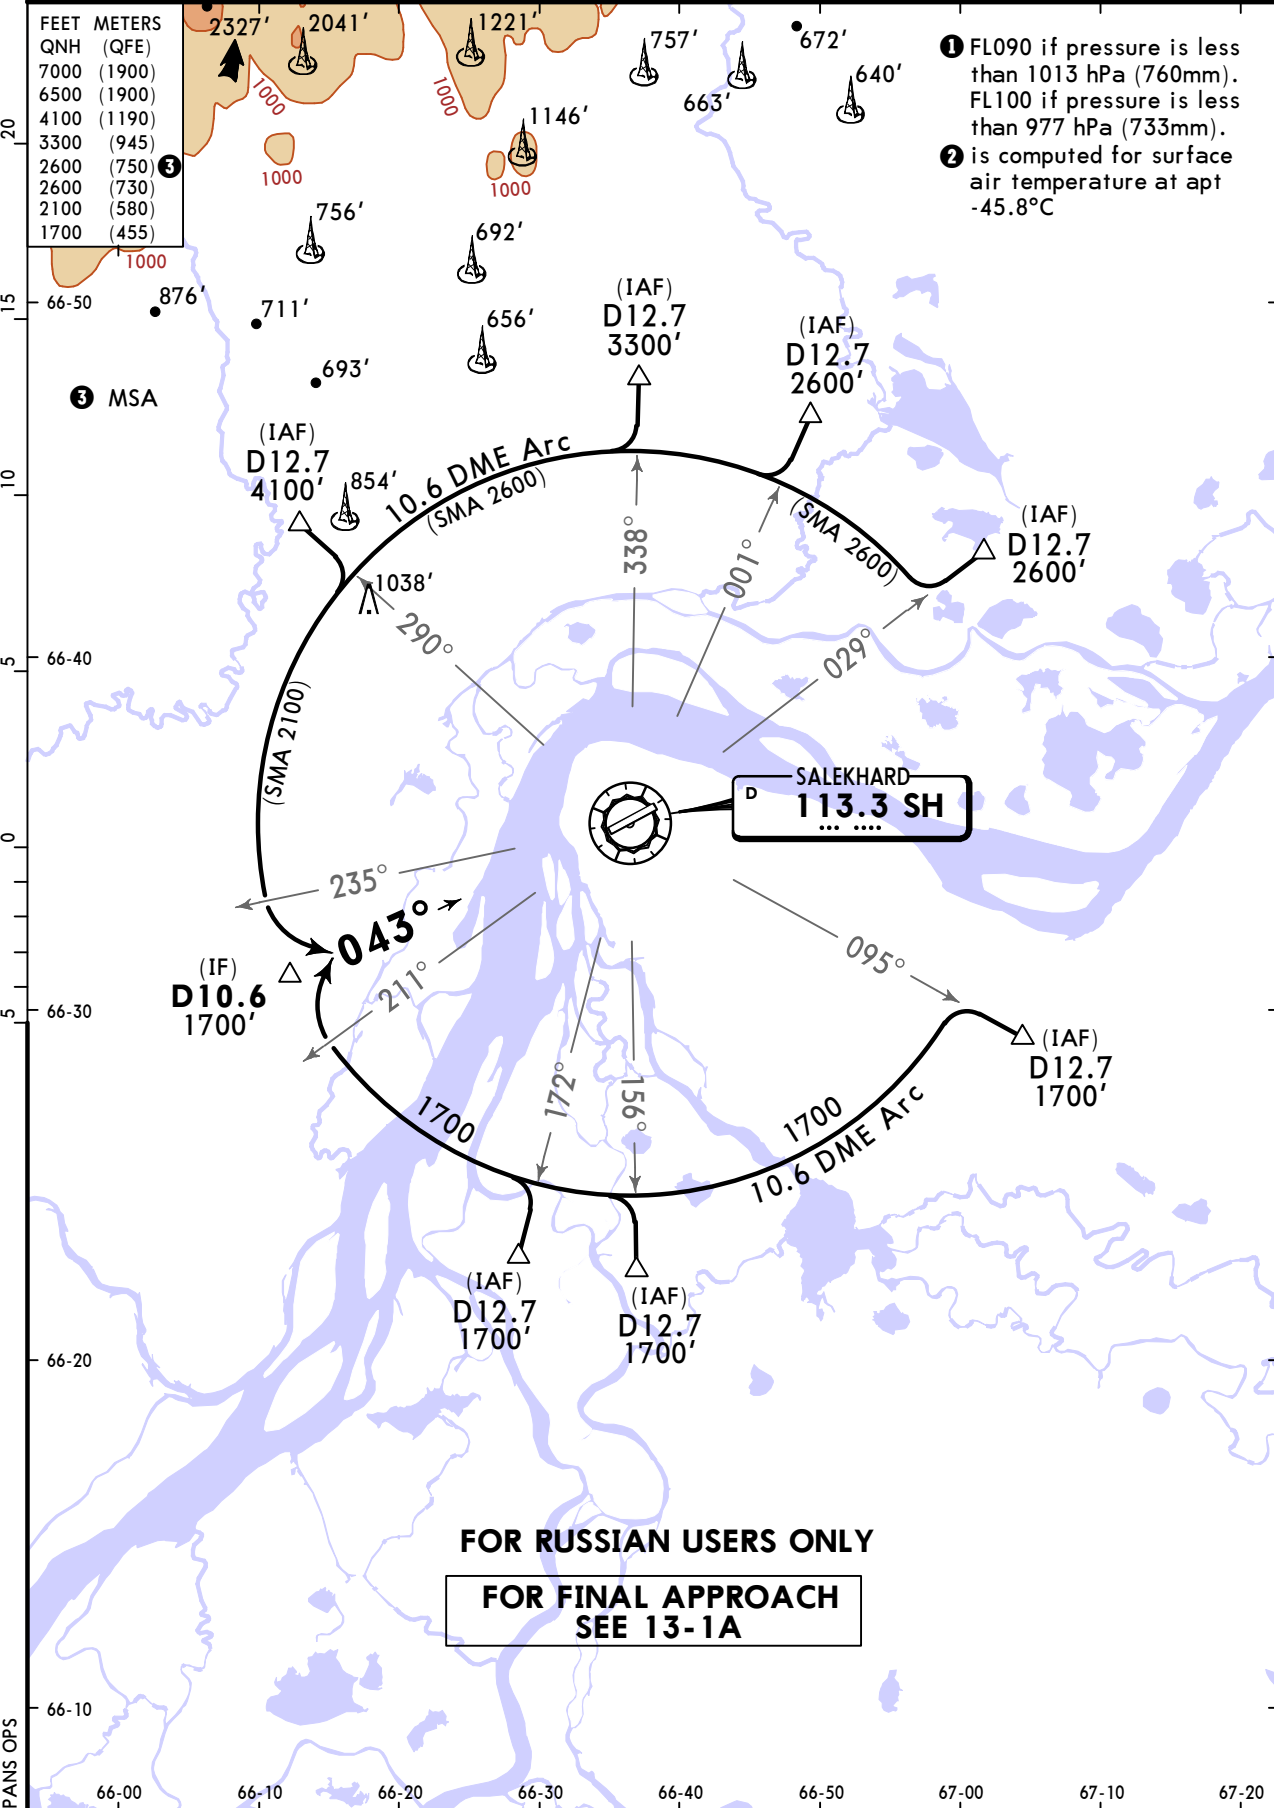 FEET METERS
QNH (QFE)
7000 (1900)
6500 (1900)
4100 (1190)
3300 (945)
2600 (750) 3
2600 (730)
2100 (580)
1700 (455)
2327'
2041'
1221'
757'
663'
672'
640'
1 FL090 if pressure is less
than 1013 hPa (760mm).
FL100 if pressure is less
than 977 hPa (733mm).
2 is computed for surface
air temperature at apt
-45.8°C
1000
1000
1146'
1000
1000
756'
692'
1000
876'
711'
656'
693'
3 MSA
(IAF)
D12.7
3300'
(IAF)
D12.7
2600'
(IAF)
D12.7
4100'
854'
10.6 DME Arc
(SMA 2600)
(SMA 2600)
(IAF)
D12.7
2600'
1038'
290°
338°
001°
029°
(SMA 2100)
SALEKHARD
D 113.3 SH
235°
043°
211°
095°
(IF)
D10.6
1700'
172°
156°
(IAF)
D12.7
1700'
1700
1700
10.6 DME Arc
(IAF)
D12.7
1700'
(IAF)
D12.7
1700'
FOR RUSSIAN USERS ONLY
FOR FINAL APPROACH
SEE 13-1A
20
15
10
5
0
5
PANS OPS
66-50
66-40
66-30
66-20
66-10
66-00 66-10 66-20 66-30 66-40 66-50 67-00 67-10 67-20